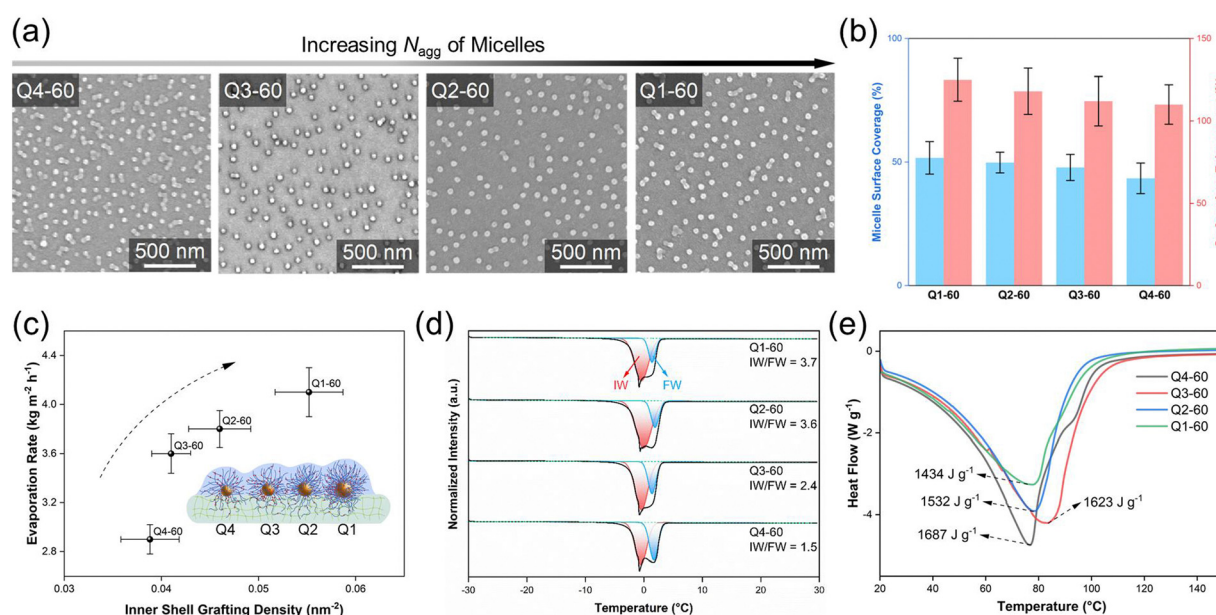 (a)
Increasing Nagg of Micelles
Q4-60
Q3-60
Q2-60
Q1-60
500 nm
500 nm
500 nm
500 nm
(b)
Micelle Surface Coverage (%)
100
50
0
150
100
50
0
Q1-60
Q2-60
Q3-60
Q4-60
(c)
Evaporation Rate (kg m-2 h-1)
4.4
4.0
3.6
3.2
2.8
Q1-60
Q2-60
Q3-60
Q4-60
Q4
Q3
Q2
Q1
0.03
0.04
0.05
0.06
Inner Shell Grafting Density (nm-2)
(d)
Normalized Intensity (a.u.)
Q1-60
IW/FW = 3.7
IW
FW
Q2-60
IW/FW = 3.6
Q3-60
IW/FW = 2.4
Q4-60
IW/FW = 1.5
-30
-20
-10
0
10
20
30
Temperature (°C)
(e)
Heat Flow (W g-1)
0
-2
-4
Q4-60
Q3-60
Q2-60
Q1-60
1434 J g-1
1532 J g-1
1623 J g-1
1687 J g-1
20
40
60
80
100
120
140
Temperature (°C)